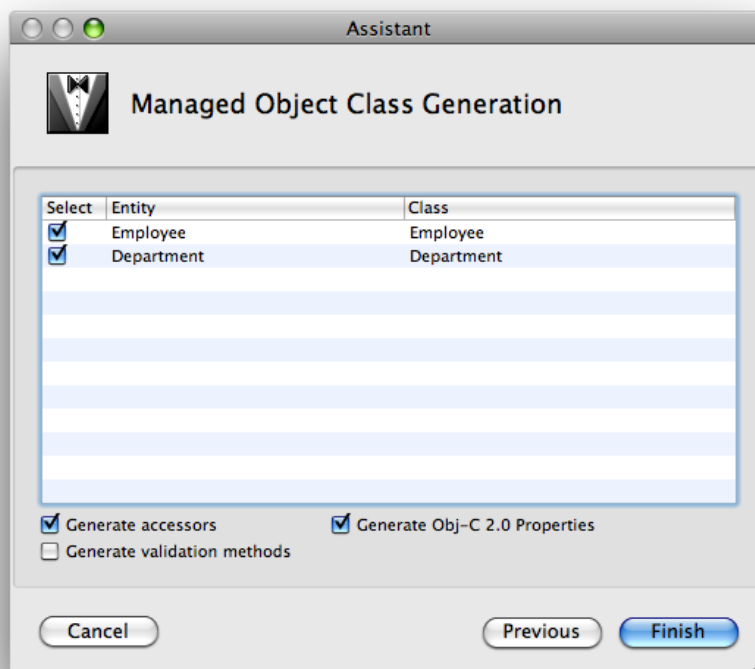 Assistant
Managed Object Class Generation
Select Entity Class
Employee Employee
Department Department
Generate accessors Generate Obj-C 2.0 Properties
Generate validation methods
Cancel Previous Finish